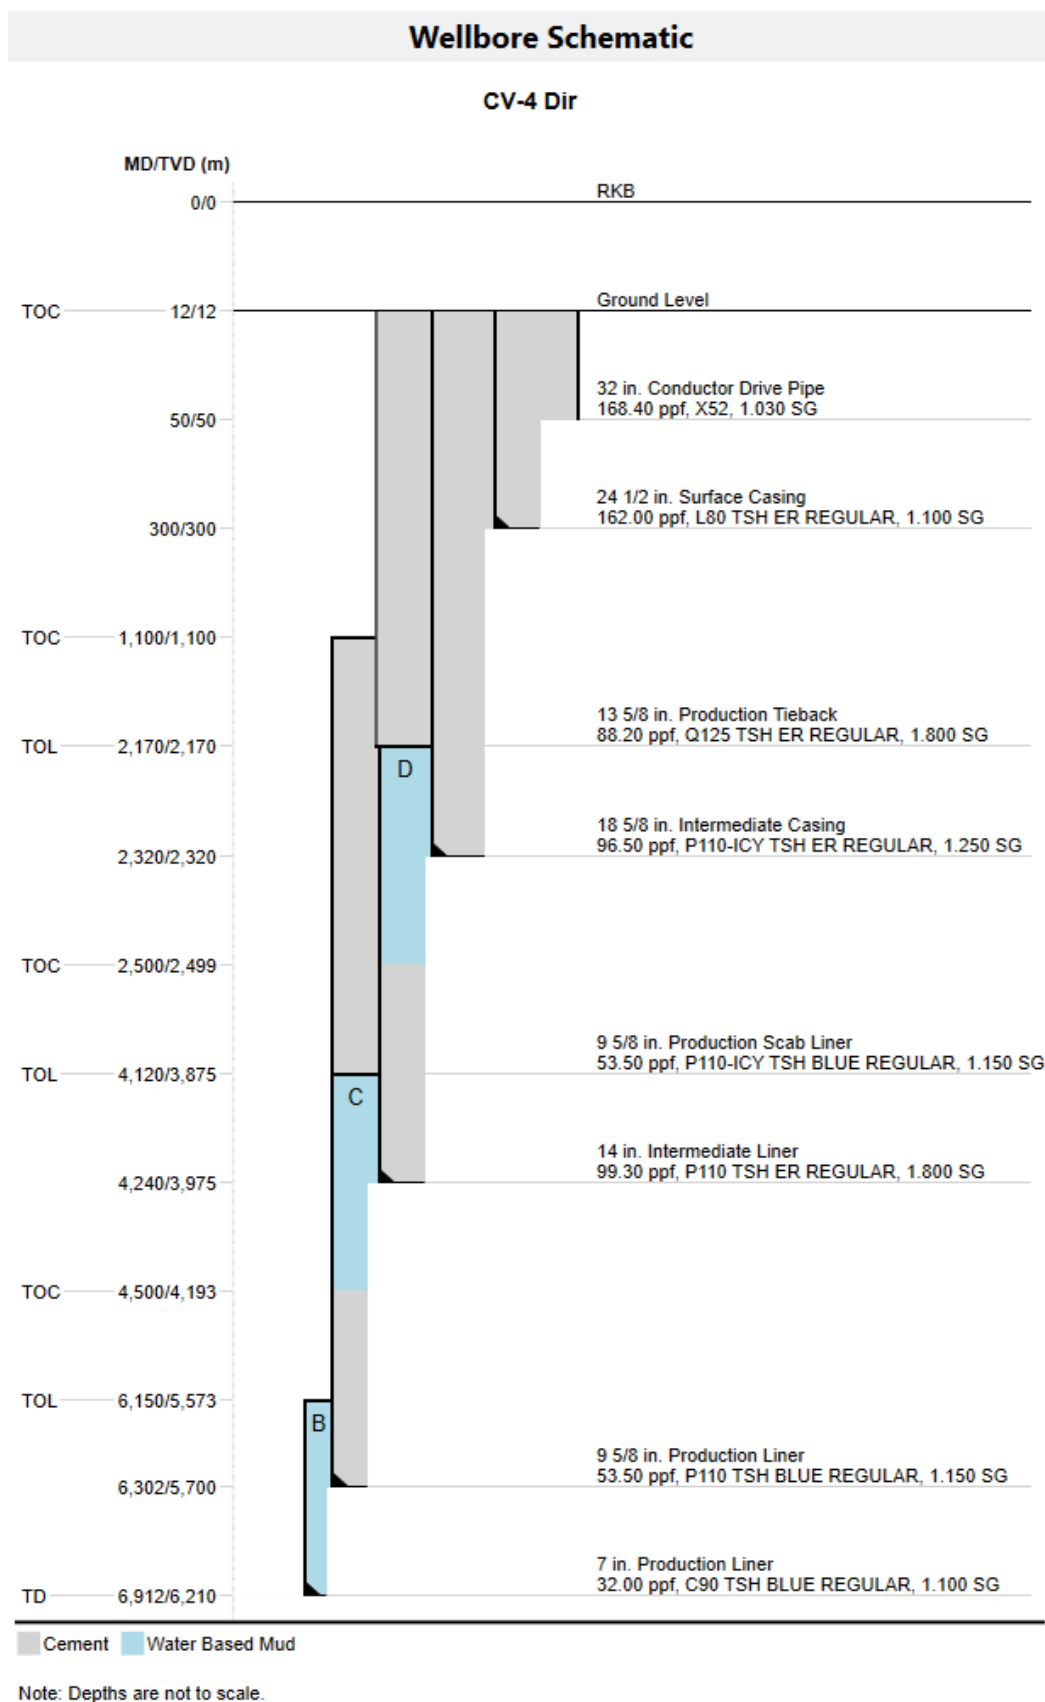 Wellbore Schematic
CV-4 Dir
MD/TVD (m)
RKB
0/0
Ground Level
TOC 12/12
32 in. Conductor Drive Pipe
168.40 ppf, X52, 1.030 SG
50/50
24 1/2 in. Surface Casing
162.00 ppf, L80 TSH ER REGULAR, 1.100 SG
300/300
TOC 1,100/1,100
13 5/8 in. Production Tieback
88.20 ppf, Q125 TSH ER REGULAR, 1.800 SG
TOL 2,170/2,170
D
18 5/8 in. Intermediate Casing
96.50 ppf, P110-ICY TSH ER REGULAR, 1.250 SG
2,320/2,320
TOC 2,500/2,499
9 5/8 in. Production Scab Liner
53.50 ppf, P110-ICY TSH BLUE REGULAR, 1.150 SG
TOL 4,120/3,875
C
14 in. Intermediate Liner
99.30 ppf, P110 TSH ER REGULAR, 1.800 SG
4,240/3,975
TOC 4,500/4,193
TOL 6,150/5,573
B
9 5/8 in. Production Liner
53.50 ppf, P110 TSH BLUE REGULAR, 1.150 SG
6,302/5,700
7 in. Production Liner
32.00 ppf, C90 TSH BLUE REGULAR, 1.100 SG
TD 6,912/6,210
Cement Water Based Mud
Note: Depths are not to scale.